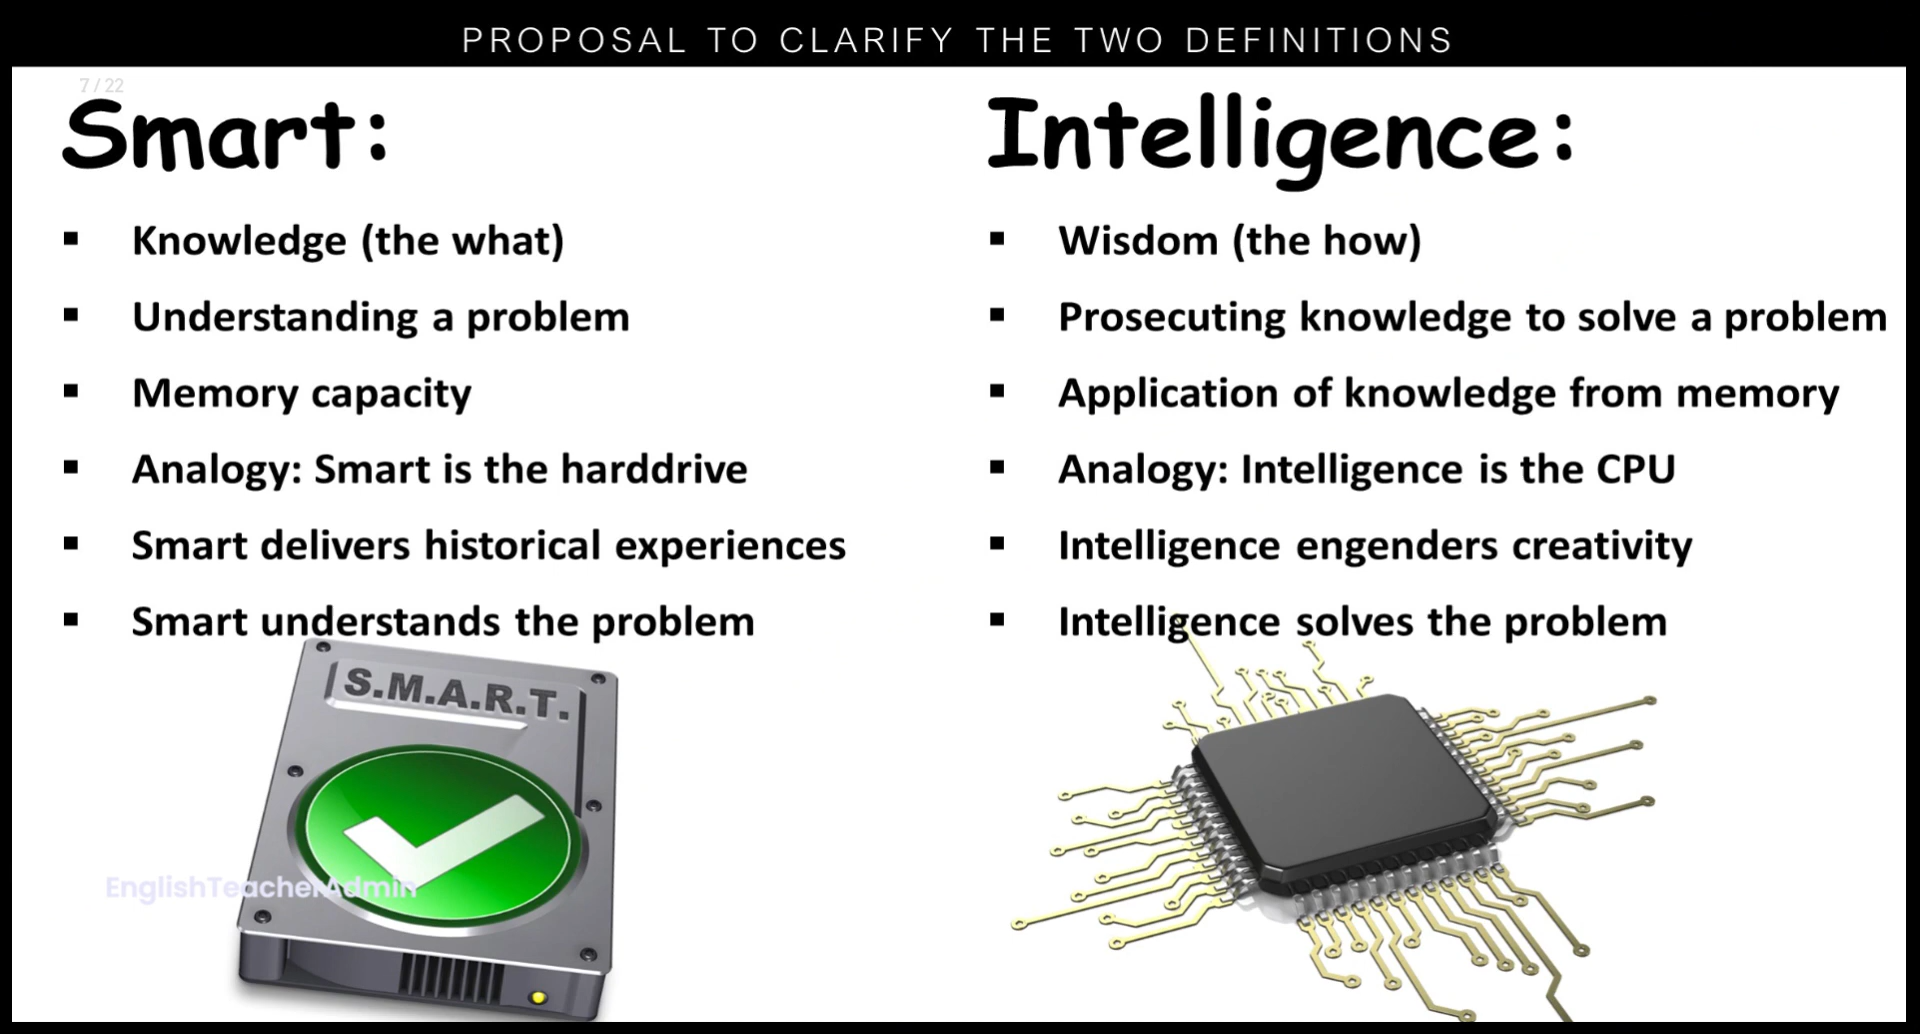 PROPOSAL TO CLARIFY THE TWO DEFINITIONS
7 / 22
Smart:
▪ Knowledge (the what)
▪ Understanding a problem
▪ Memory capacity
▪ Analogy: Smart is the harddrive
▪ Smart delivers historical experiences
▪ Smart understands the problem
S.M.A.R.T.
EnglishTeacherAdmin
Intelligence:
▪ Wisdom (the how)
▪ Prosecuting knowledge to solve a problem
▪ Application of knowledge from memory
▪ Analogy: Intelligence is the CPU
▪ Intelligence engenders creativity
▪ Intelligence solves the problem